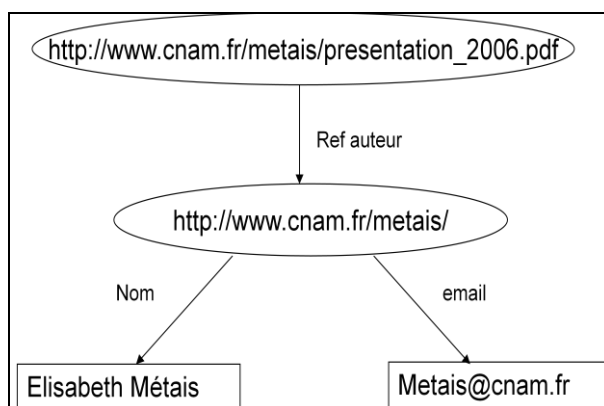 http://www.cnam.fr/metais/presentation_2006.pdf
Ref auteur
http://www.cnam.fr/metais/
Nom
email
Elisabeth Métais
Metais@cnam.fr